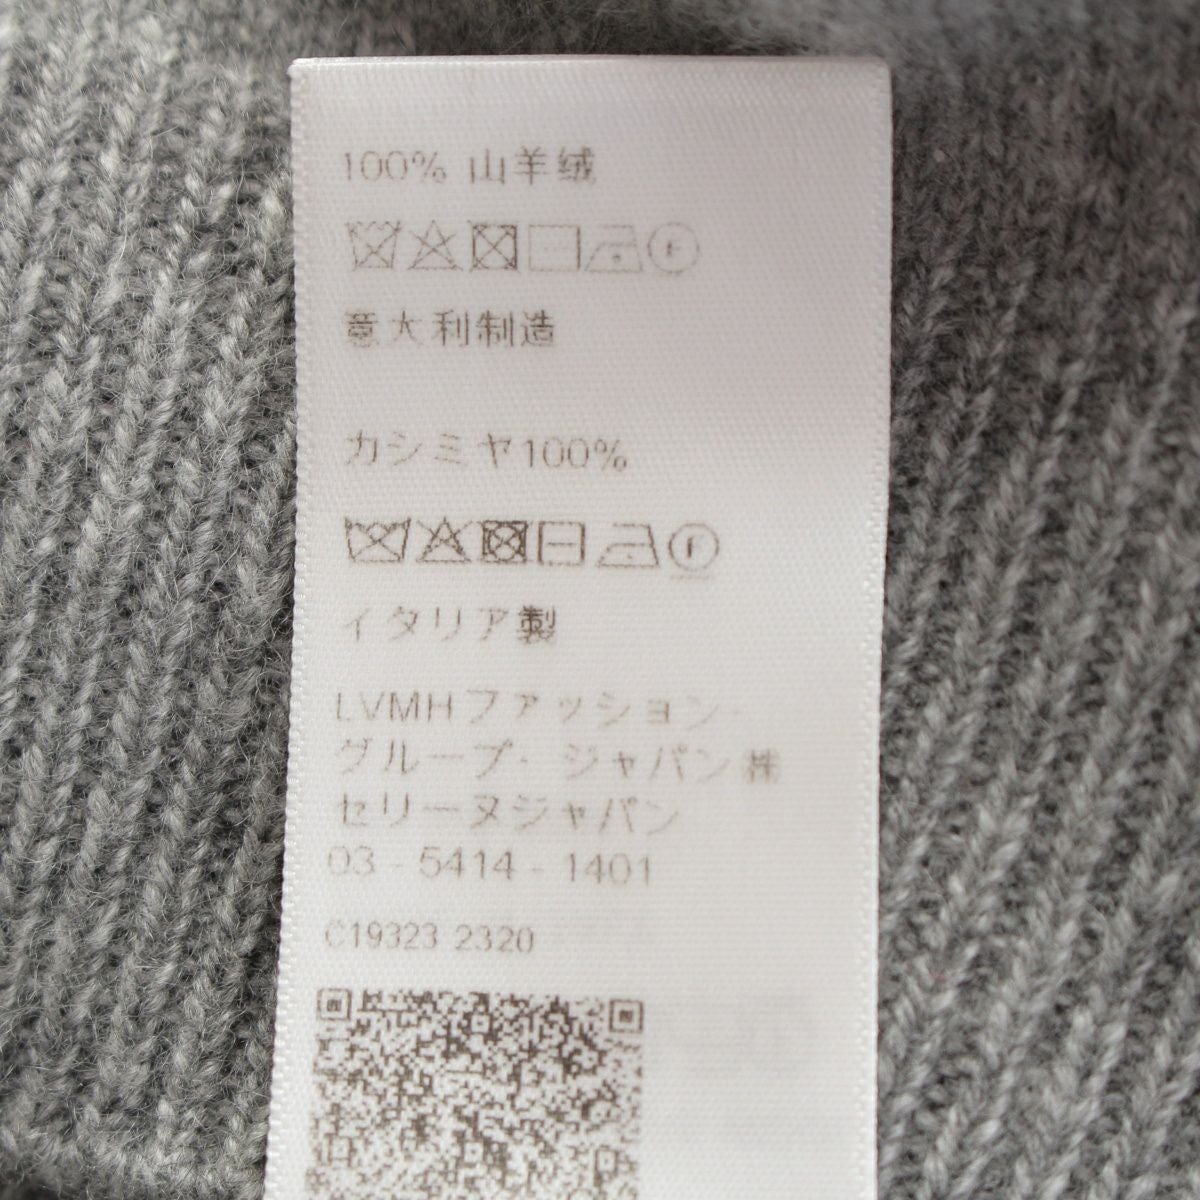 100% 山羊绒
F
意大利制造
カシミヤ100%
F
イタリア製
LVMHファッション・
グループ・ジャパン株
セリーヌジャパン
03 - 5414 - 1401
C19323 2320